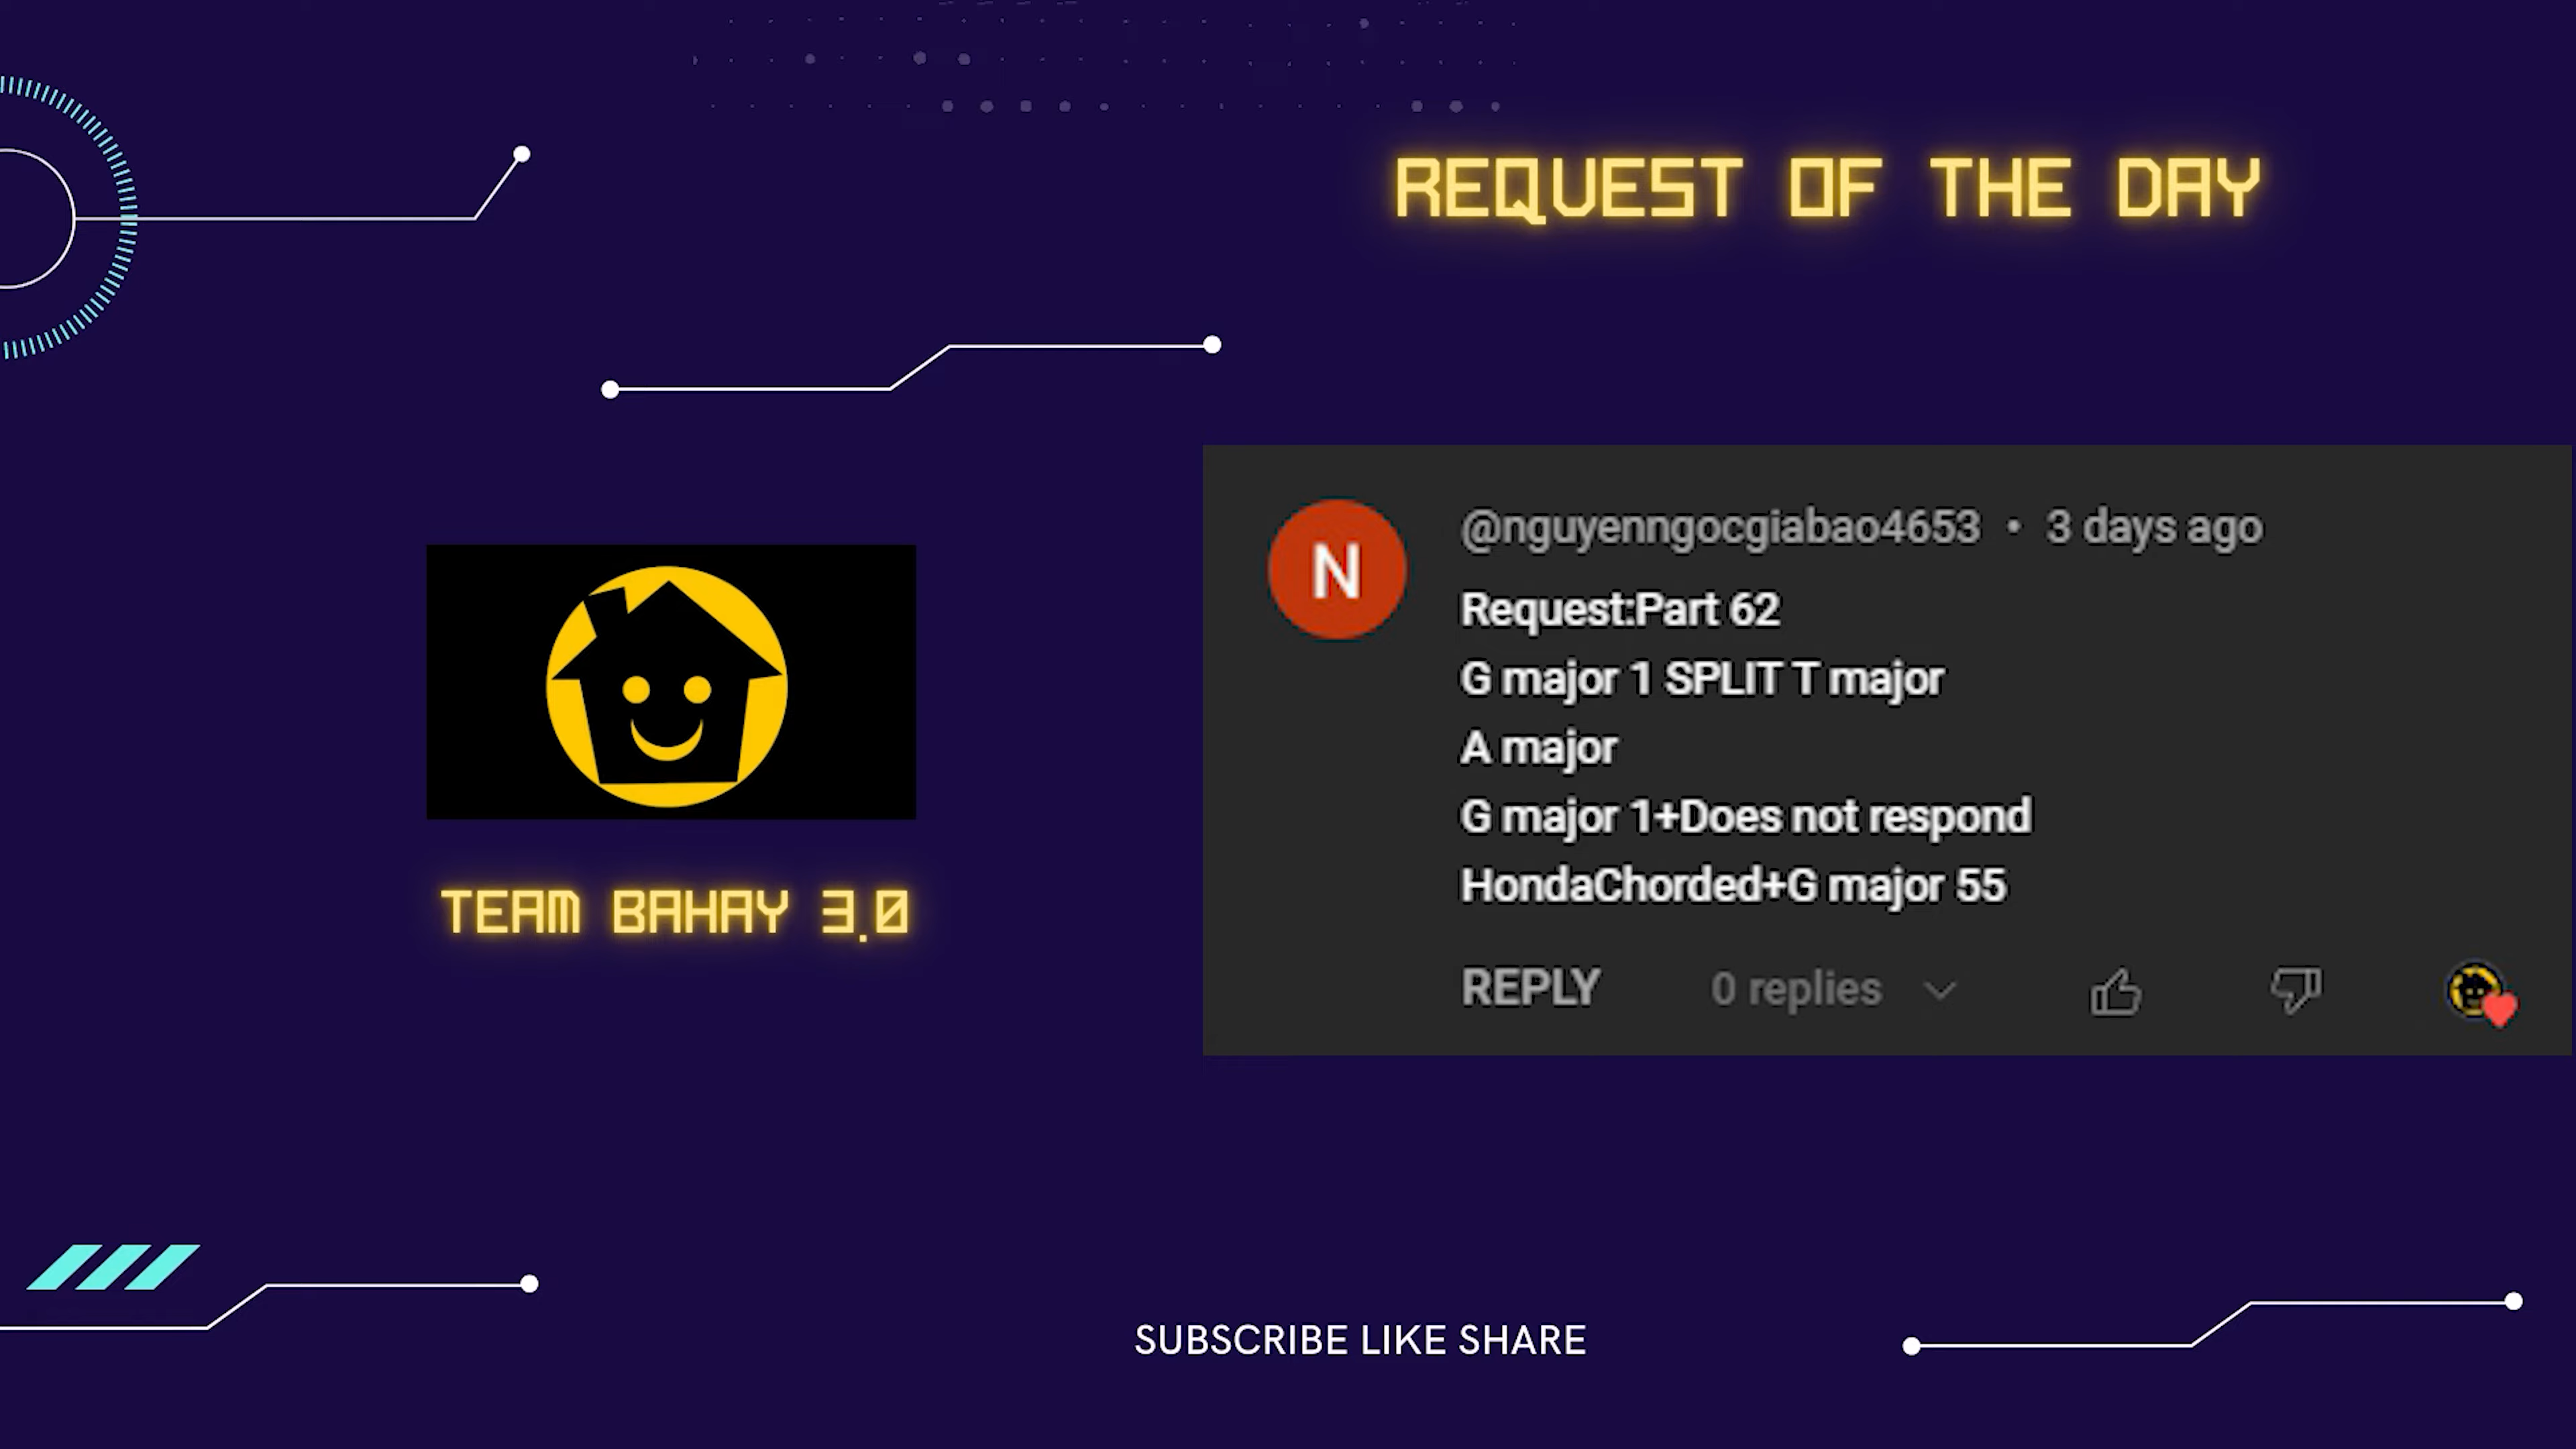 REQUEST OF THE DAY
TEAM BAHAY 3.0
N
@nguyenngocgiabao4653 • 3 days ago
Request:Part 62
G major 1 SPLIT T major
A major
G major 1+Does not respond
HondaChorded+G major 55
REPLY 0 replies
SUBSCRIBE LIKE SHARE